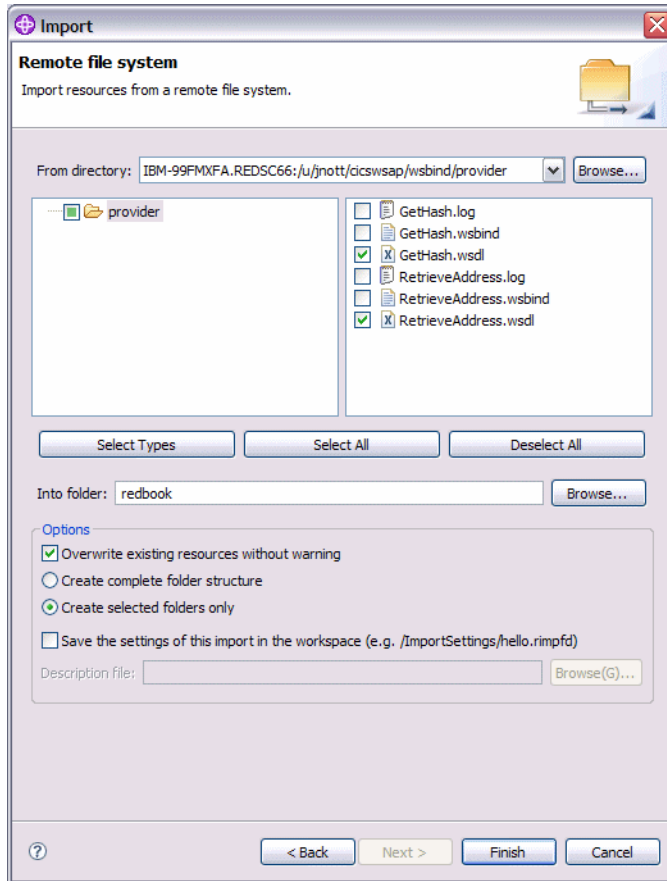 Import
Remote file system
Import resources from a remote file system.
From directory: IBM-99FMXFA.REDSC66:/u/jnott/cicswsap/wsbind/provider Browse...
provider
GetHash.log
GetHash.wsbind
GetHash.wsdl
RetrieveAddress.log
RetrieveAddress.wsbind
RetrieveAddress.wsdl
Select Types Select All Deselect All
Into folder: redbook Browse...
Options
Overwrite existing resources without warning
Create complete folder structure
Create selected folders only
Save the settings of this import in the workspace (e.g. /ImportSettings/hello.rimpfd)
Description file: Browse(G)...
? < Back Next > Finish Cancel